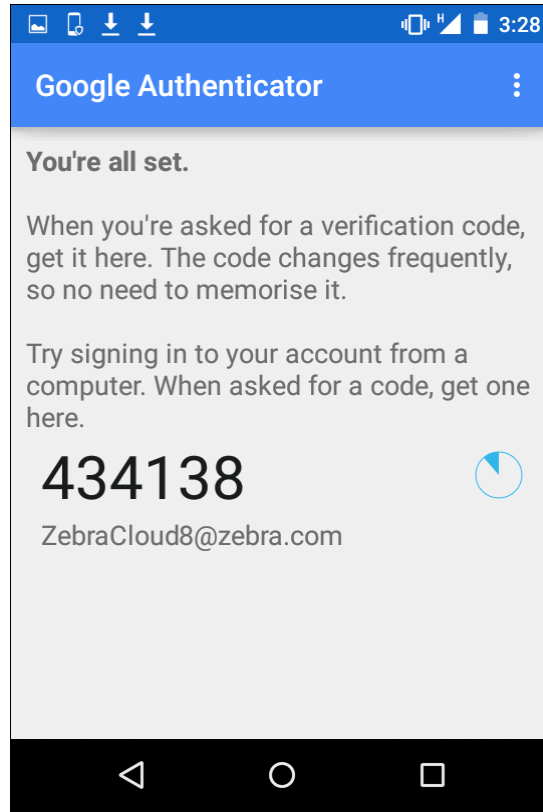 H 3:28
Google Authenticator
You're all set.
When you're asked for a verification code,
get it here. The code changes frequently,
so no need to memorise it.
Try signing in to your account from a
computer. When asked for a code, get one
here.
434138
ZebraCloud8@zebra.com